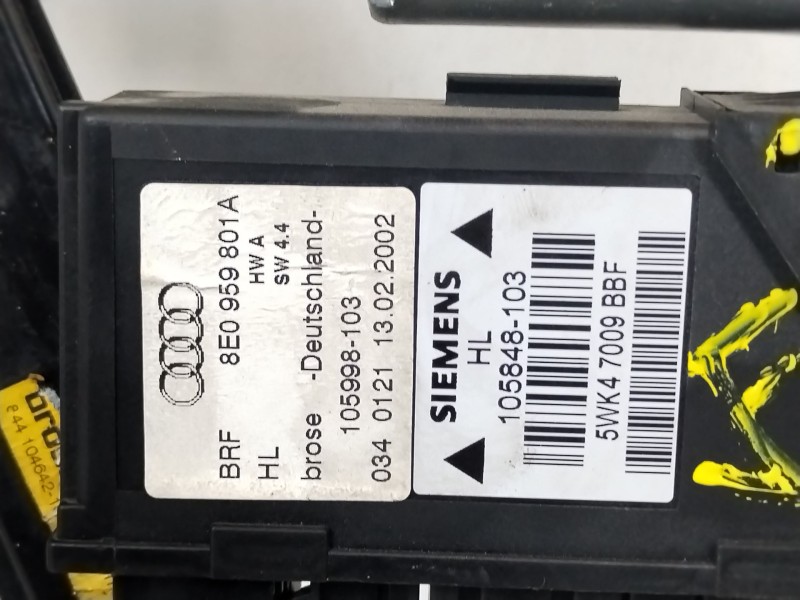 BRF 8E0 959 801A
HL HW A
SW 4.4
brose -Deutschland-
105998-103
034 0121 13.02.2002
SIEMENS
HL
105848-103
5WK4 7009 BBF